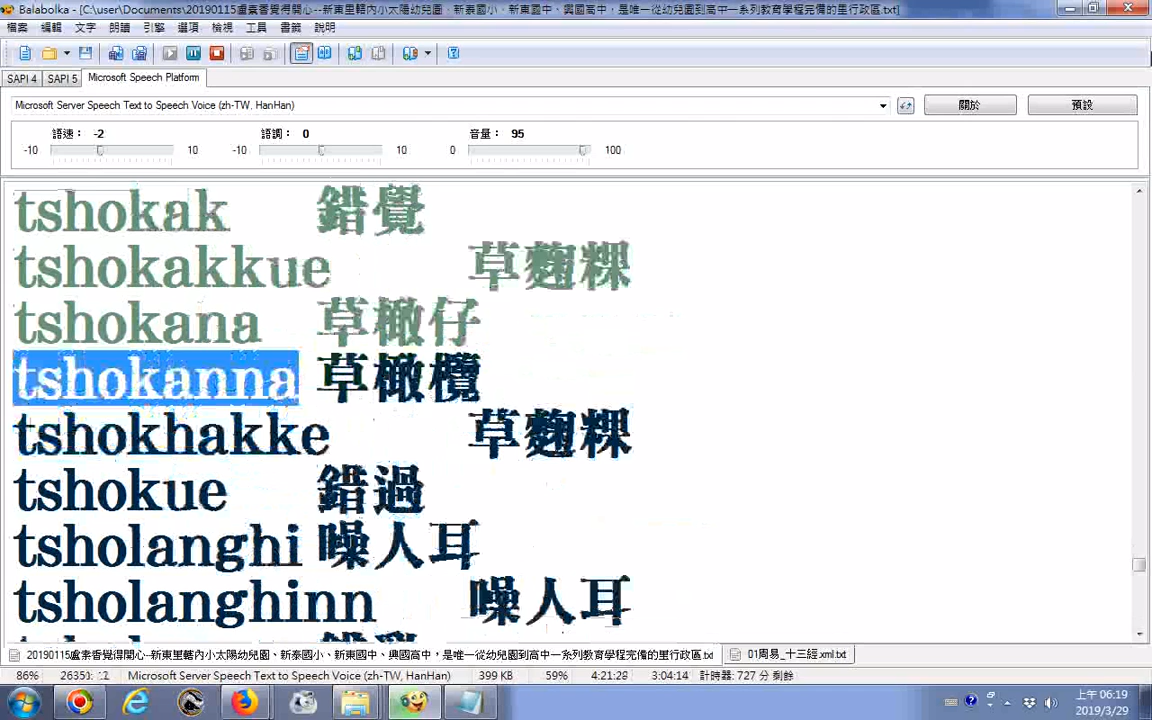 Balabolka - [C:\user\Documents\20190115盧素香覺得開心--新東里轄內小太陽幼兒園、新泰國小、新東國中、興國高中，是唯一從幼兒園到高中一系列教育學程完備的里行政區.txt]
檔案 編輯 文字 朗讀 引擎 選項 檢視 工具 書籤 說明
SAPI 4 SAPI 5 Microsoft Speech Platform
Microsoft Server Speech Text to Speech Voice (zh-TW, HanHan) 關於 預設
語速： -2 語調： 0 音量： 95
-10 10 -10 10 0 100
tshokak 錯覺
tshokakkue 草麴粿
tshokana 草橄仔
tshokanna 草橄欖
tshokhakke 草麴粿
tshokue 錯過
tsholanghi 噪人耳
tsholanghinn 噪人耳
20190115盧素香覺得開心--新東里轄內小太陽幼兒園、新泰國小、新東國中、興國高中，是唯一從幼兒園到高中一系列教育學程完備的里行政區.txt 01周易_十三經.xml.txt
86% Microsoft Server Speech Text to Speech Voice (zh-TW, HanHan) 399 KB 59% 4:21:28 3:04:14 計時器: 727 分 剩餘
上午 06:19
2019/3/29